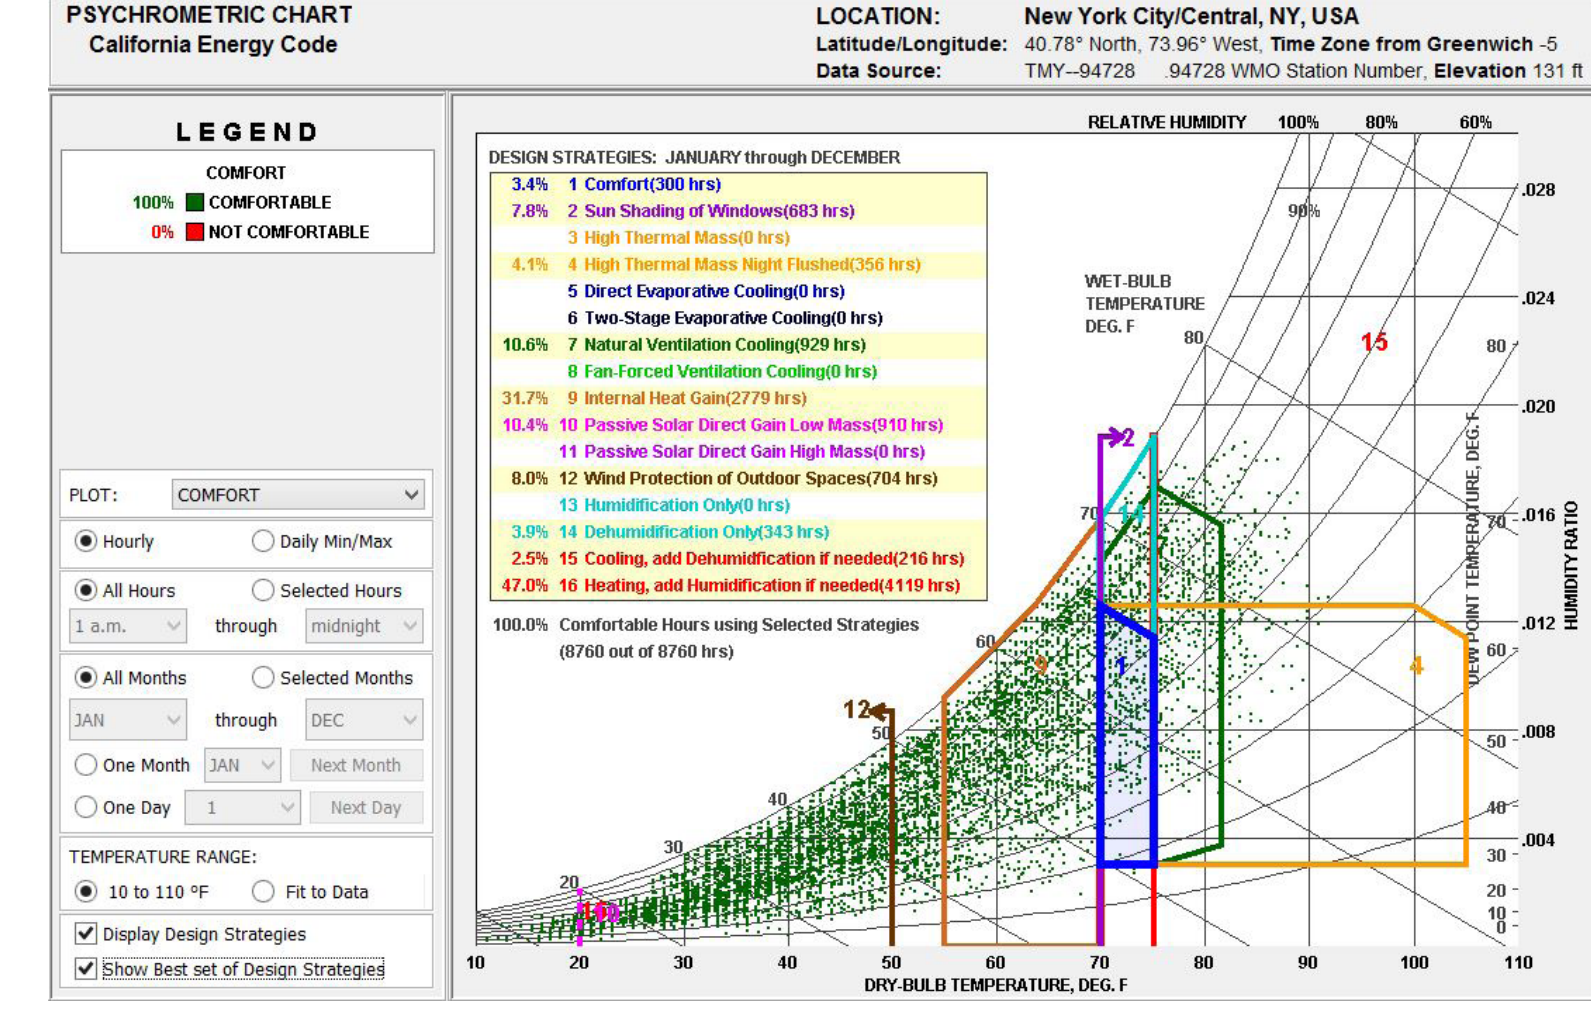 PSYCHROMETRIC CHART
California Energy Code
LOCATION: New York City/Central, NY, USA
Latitude/Longitude: 40.78° North, 73.96° West, Time Zone from Greenwich -5
Data Source: TMY--94728 .94728 WMO Station Number, Elevation 131 ft
LEGEND
COMFORT
100% COMFORTABLE
0% NOT COMFORTABLE
PLOT: COMFORT
Hourly Daily Min/Max
All Hours Selected Hours
1 a.m. through midnight
All Months Selected Months
JAN through DEC
One Month JAN Next Month
One Day 1 Next Day
TEMPERATURE RANGE:
10 to 110 ºF Fit to Data
Display Design Strategies
Show Best set of Design Strategies
RELATIVE HUMIDITY 100% 80% 60%
90%
DESIGN STRATEGIES: JANUARY through DECEMBER
3.4% 1 Comfort(300 hrs)
7.8% 2 Sun Shading of Windows(683 hrs)
3 High Thermal Mass(0 hrs)
4.1% 4 High Thermal Mass Night Flushed(356 hrs)
5 Direct Evaporative Cooling(0 hrs)
6 Two-Stage Evaporative Cooling(0 hrs)
10.6% 7 Natural Ventilation Cooling(929 hrs)
8 Fan-Forced Ventilation Cooling(0 hrs)
31.7% 9 Internal Heat Gain(2779 hrs)
10.4% 10 Passive Solar Direct Gain Low Mass(910 hrs)
11 Passive Solar Direct Gain High Mass(0 hrs)
8.0% 12 Wind Protection of Outdoor Spaces(704 hrs)
13 Humidification Only(0 hrs)
3.9% 14 Dehumidification Only(343 hrs)
2.5% 15 Cooling, add Dehumidfication if needed(216 hrs)
47.0% 16 Heating, add Humidification if needed(4119 hrs)
100.0% Comfortable Hours using Selected Strategies
(8760 out of 8760 hrs)
WET-BULB
TEMPERATURE
DEG. F
80
70
60
50
40
30
20
15
2
14
9
1
4
12
16
10
.028
.024
.020
.016
.012
.008
.004
HUMIDITY RATIO
DEW POINT TEMPERATURE, DEG. F
80
70
60
50
40
30
20
10
0
10 20 30 40 50 60 70 80 90 100 110
DRY-BULB TEMPERATURE, DEG. F